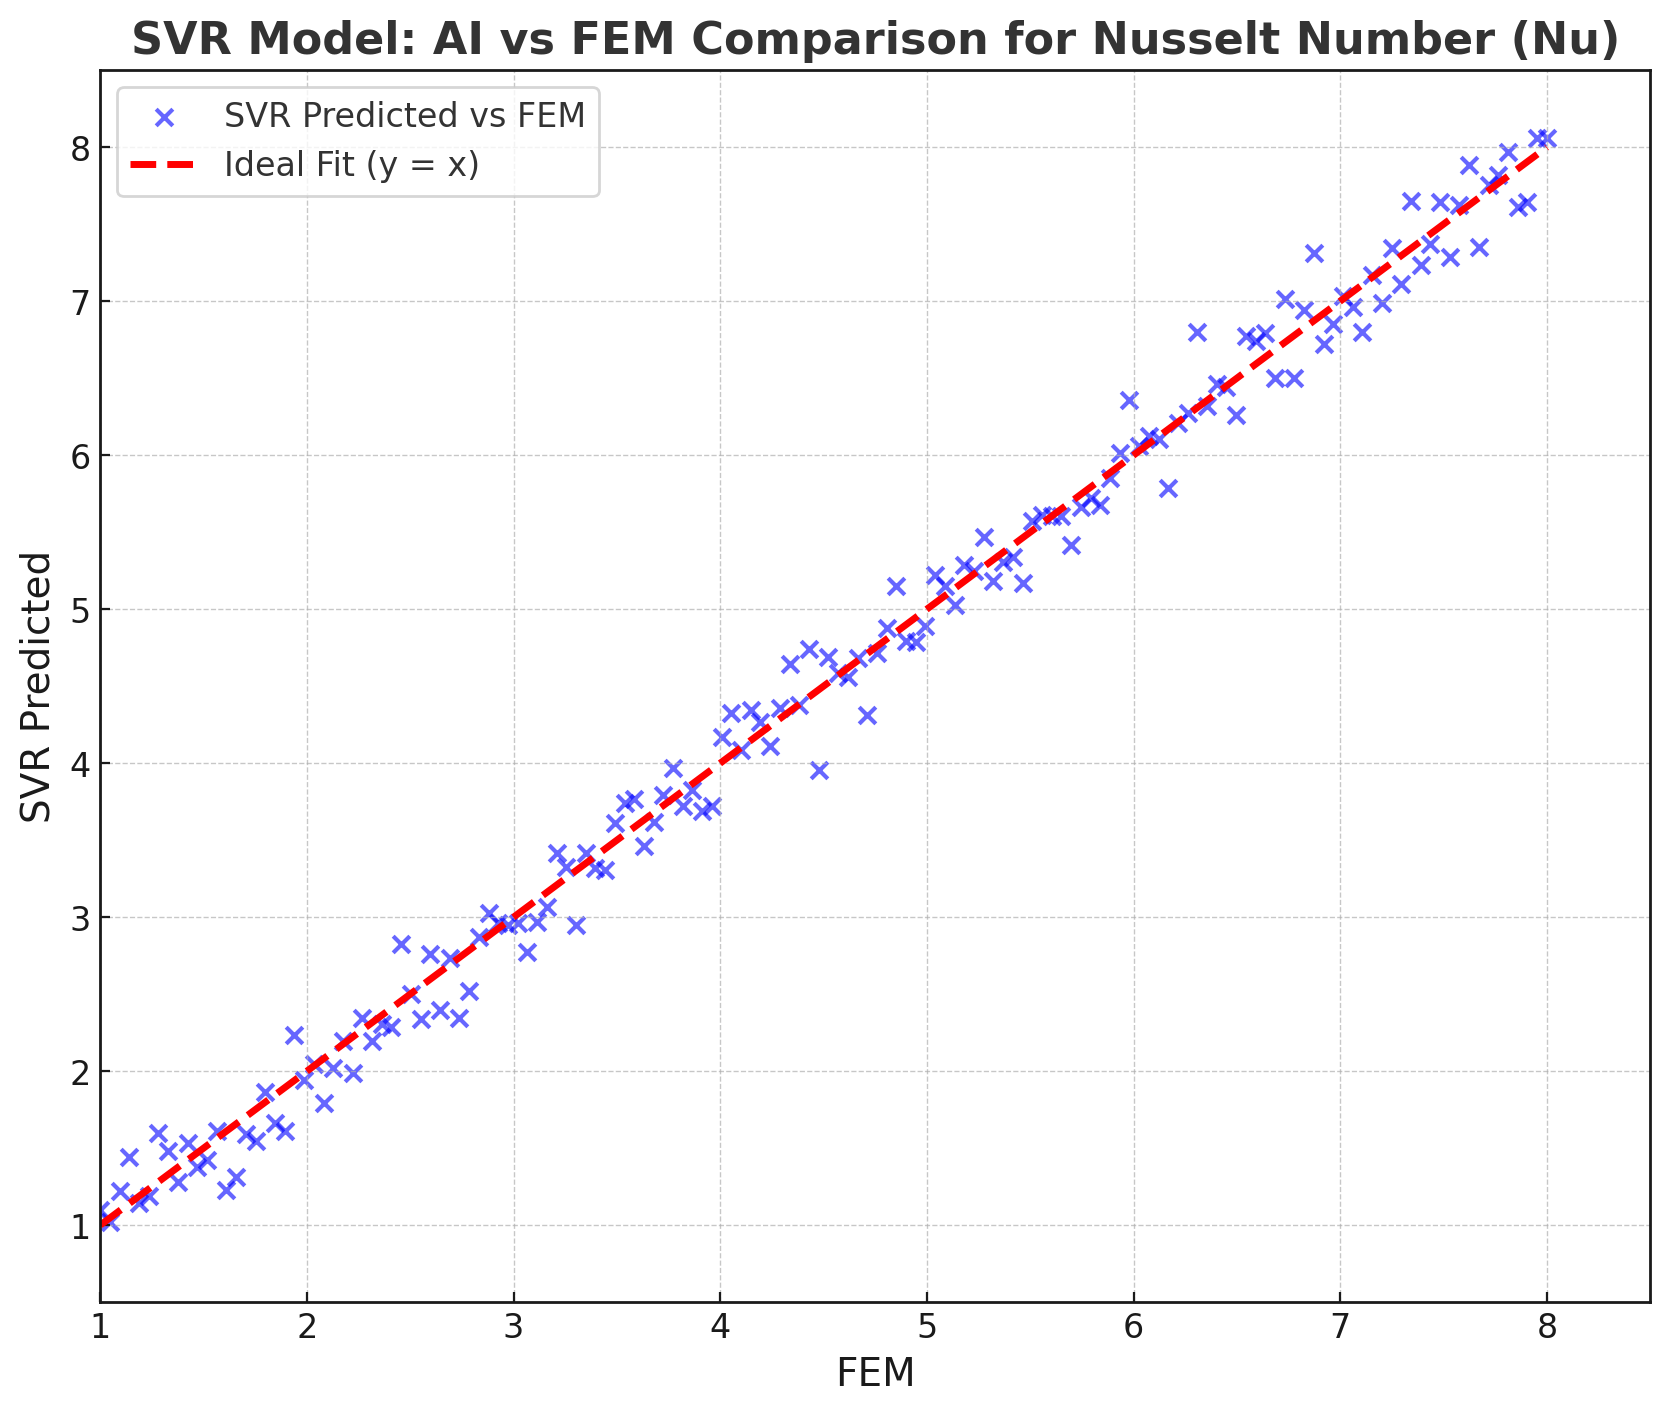 SVR Model: AI vs FEM Comparison for Nusselt Number (Nu)
SVR Predicted vs FEM
Ideal Fit (y = x)
8
7
6
5
4
3
2
1
SVR Predicted
1 2 3 4 5 6 7 8
FEM